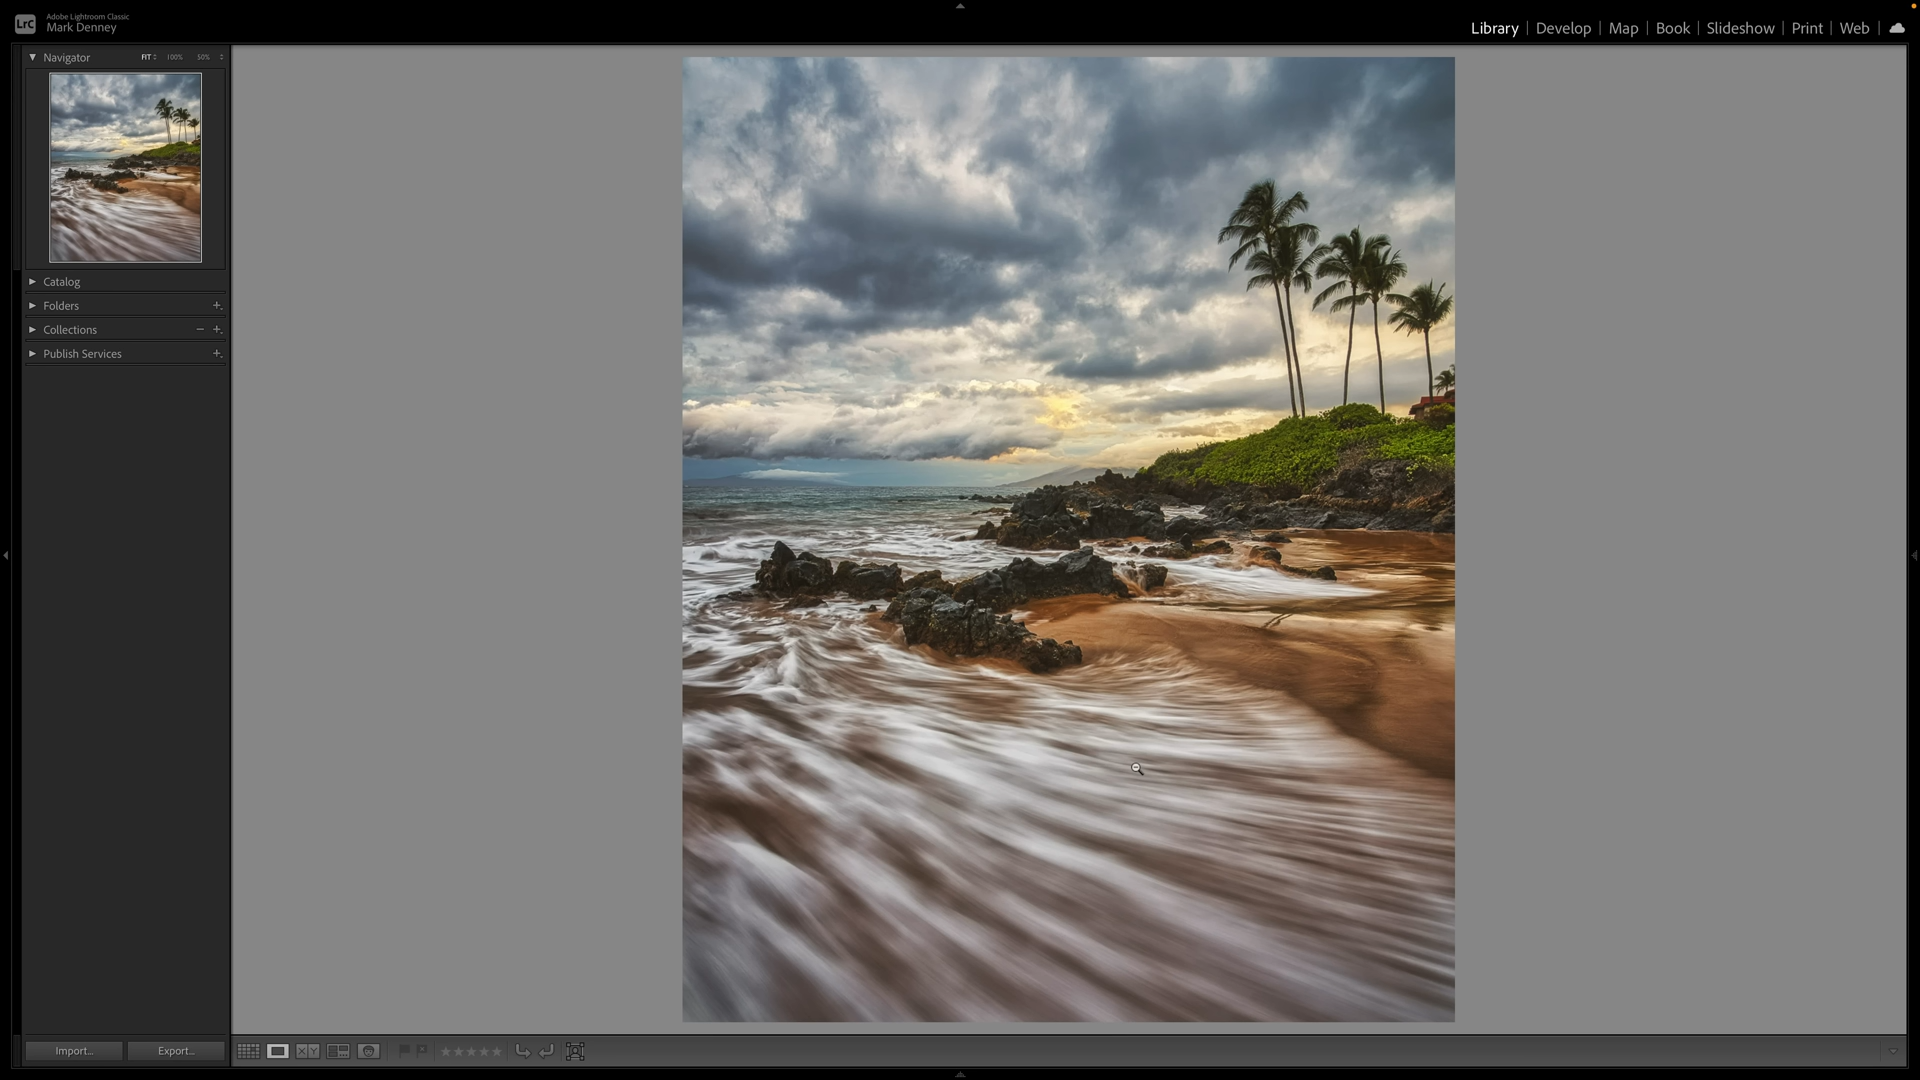 LrC
Adobe Lightroom Classic
Mark Denney
Library | Develop | Map | Book | Slideshow | Print | Web
Navigator
FIT
100%
50%
Catalog
Folders
Collections
Publish Services
Import...
Export...
XY